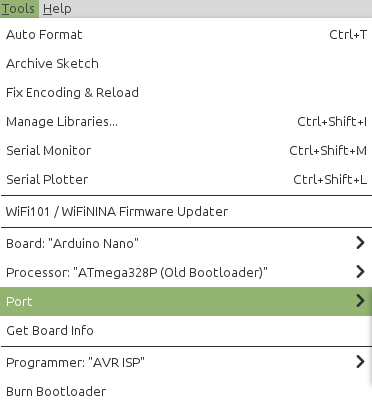 Tools Help
Auto Format Ctrl+T
Archive Sketch
Fix Encoding & Reload
Manage Libraries... Ctrl+Shift+I
Serial Monitor Ctrl+Shift+M
Serial Plotter Ctrl+Shift+L
WiFi101 / WiFiNINA Firmware Updater
Board: "Arduino Nano"
Processor: "ATmega328P (Old Bootloader)"
Port
Get Board Info
Programmer: "AVR ISP"
Burn Bootloader